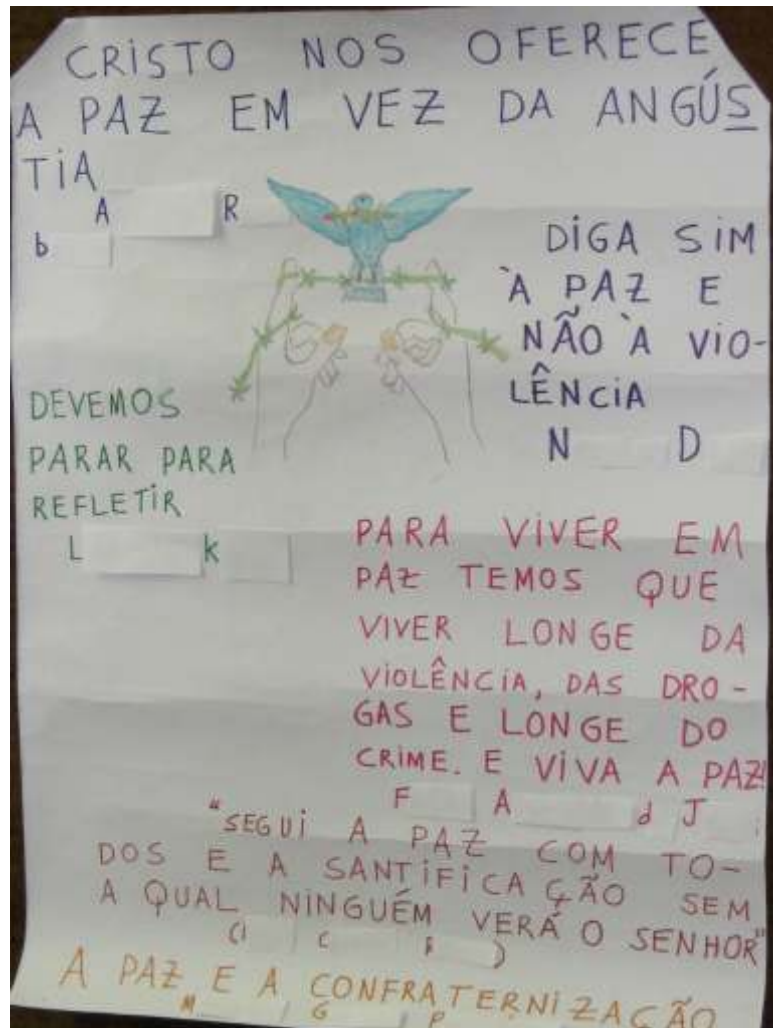 CRISTO NOS OFERECE
A PAZ EM VEZ DA ANGÚS
TIA
A R
b
DIGA SIM
À PAZ E
NÃO À VIO-
LÊNCIA
N D
DEVEMOS
PARAR PARA
REFLETIR
L K
PARA VIVER EM
PAZ TEMOS QUE
VIVER LONGE DA
VIOLÊNCIA, DAS DRO-
GAS E LONGE DO
CRIME. E VIVA A PAZ!
F A d J
"SEGUI A PAZ COM TO-
DOS E A SANTIFICAÇÃO SEM
A QUAL NINGUÉM VERÁ O SENHOR"
A PAZ E A CONFRATERNIZAÇÃO
M G P